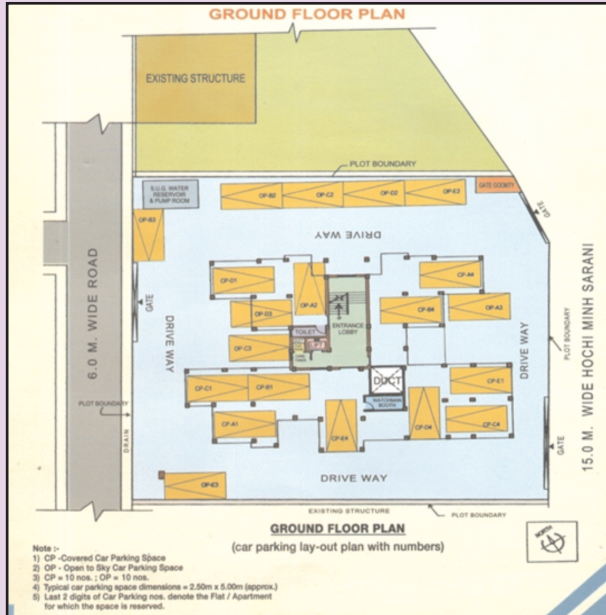 GROUND FLOOR PLAN
EXISTING STRUCTURE
PLOT BOUNDARY
S.U.G. WATER
RESERVOIR
& PUMP ROOM
OP-B2
OP-C2
OP-D2
OP-E2
GATE GOOMTY
GATE
OP-B3
DRIVE WAY
6.0 M. WIDE ROAD
GATE
CP-D1
OP-A2
CP-A4
OP-D3
CP-B4
OP-A3
TOILET
ENTRANCE
LOBBY
DRIVE WAY
OP-C3
DRIVE WAY
PLOT BOUNDARY
15.0 M. WIDE HOCHI MINH SARANI
DUCT
CP-C1
CP-B1
CP-E1
WATCHMAN
BOOTH
PLOT BOUNDARY
CP-A1
CP-E4
CP-D4
CP-C4
DRAIN
GATE
OP-E3
DRIVE WAY
EXISTING STRUCTURE
PLOT BOUNDARY
GROUND FLOOR PLAN
(car parking lay-out plan with numbers)
NORTH
Note :-
1) CP -Covered Car Parking Space
2) OP - Open to Sky Car Parking Space
3) CP = 10 nos. ; OP = 10 nos.
4) Typical car parking space dimensions = 2.50m x 5.00m (approx.)
5) Last 2 digits of Car Parking nos. denote the Flat / Apartment
for which the space is reserved.